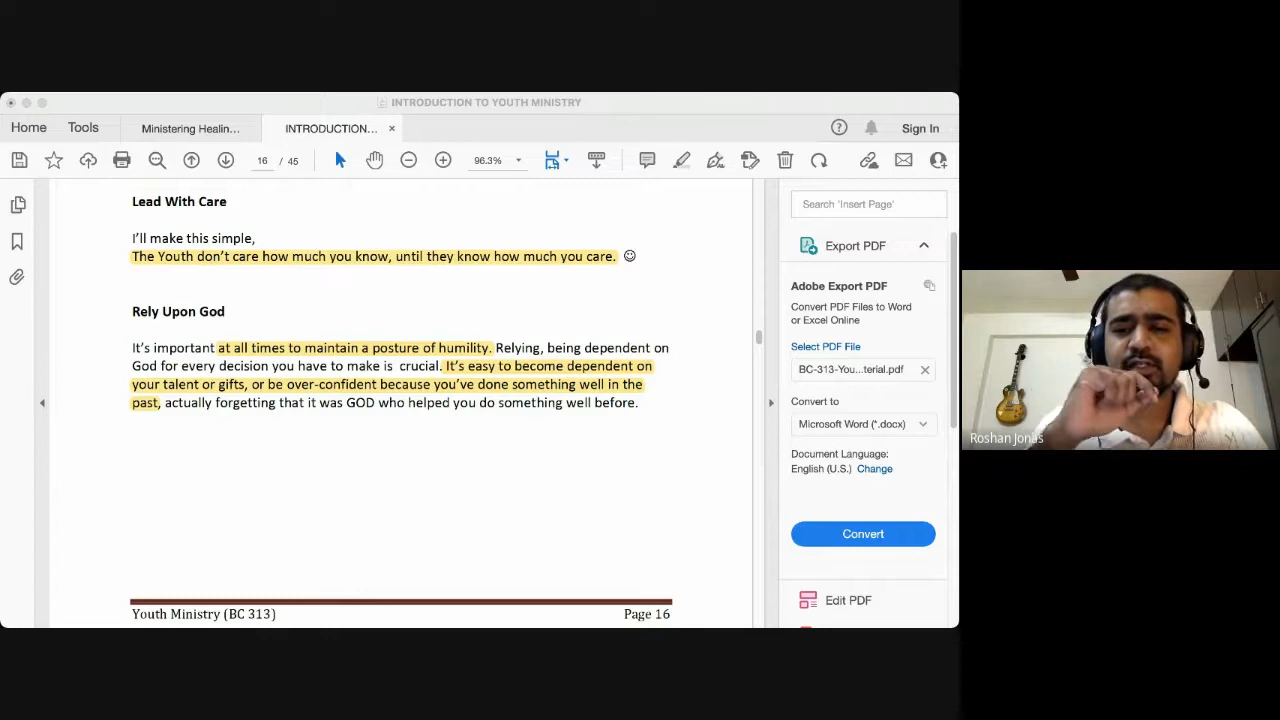 INTRODUCTION TO YOUTH MINISTRY
Home
Tools
Ministering Healin...
INTRODUCTION... ×
Sign In
16 / 45
96.3%
Lead With Care
I'll make this simple,
The Youth don't care how much you know, until they know how much you care. ☺
Rely Upon God
It's important at all times to maintain a posture of humility. Relying, being dependent on
God for every decision you have to make is crucial. It's easy to become dependent on
your talent or gifts, or be over-confident because you've done something well in the
past, actually forgetting that it was GOD who helped you do something well before.
Youth Ministry (BC 313) Page 16
Search 'Insert Page'
Export PDF
Adobe Export PDF
Convert PDF Files to Word
or Excel Online
Select PDF File
BC-313-You...terial.pdf
Convert to
Microsoft Word (*.docx)
Document Language:
English (U.S.) Change
Convert
Edit PDF
Roshan Jonas